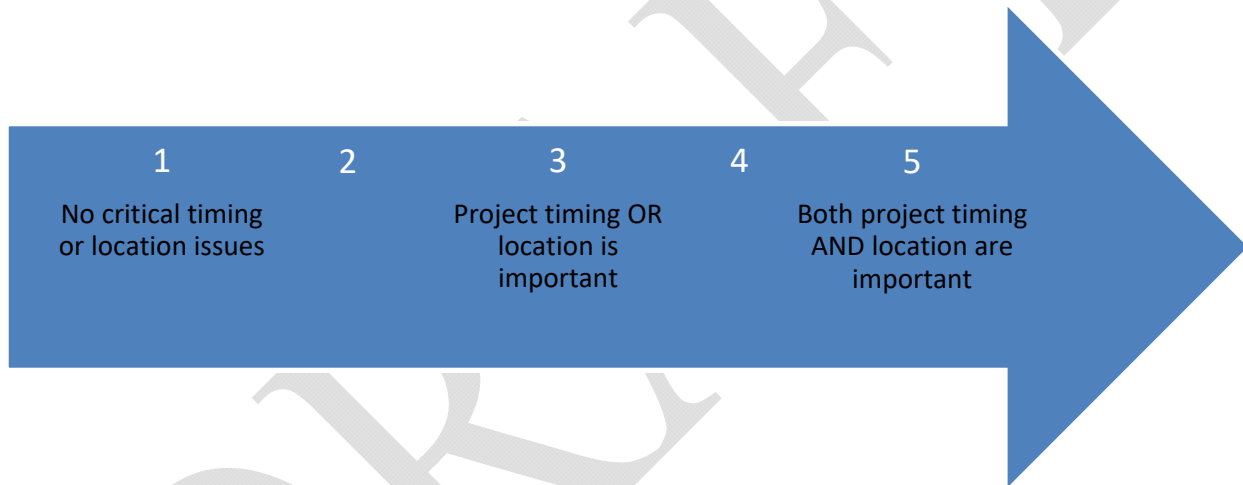 1 2 3 4 5
No critical timing
or location issues
Project timing OR
location is
important
Both project timing
AND location are
important